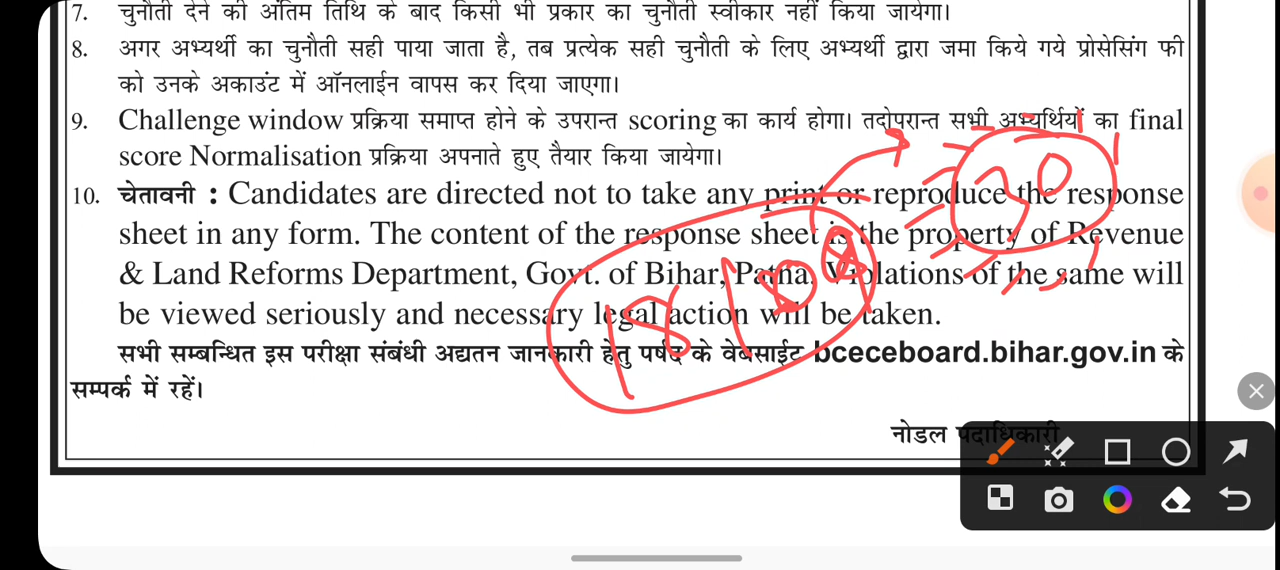 7. चुनौती देने की अंतिम तिथि के बाद किसी भी प्रकार का चुनौती स्वीकार नहीं किया जायेगा।
8. अगर अभ्यर्थी का चुनौती सही पाया जाता है, तब प्रत्येक सही चुनौती के लिए अभ्यर्थी द्वारा जमा किये गये प्रोसेसिंग फी
को उनके अकाउंट में ऑनलाईन वापस कर दिया जाएगा।
9. Challenge window प्रक्रिया समाप्त होने के उपरान्त scoring का कार्य होगा। तदोपरान्त सभी अभ्यर्थियों का final
score Normalisation प्रक्रिया अपनाते हुए तैयार किया जायेगा।
10. चेतावनी : Candidates are directed not to take any print or reproduce the response
sheet in any form. The content of the response sheet is the property of Revenue
& Land Reforms Department, Govt. of Bihar, Patna. Violations of the same will
be viewed seriously and necessary legal action will be taken.
सभी सम्बन्धित इस परीक्षा संबंधी अद्यतन जानकारी हेतु पर्षद के वेबसाईट bceceboard.bihar.gov.in के
सम्पर्क में रहें।
नोडल पदाधिकारी
30